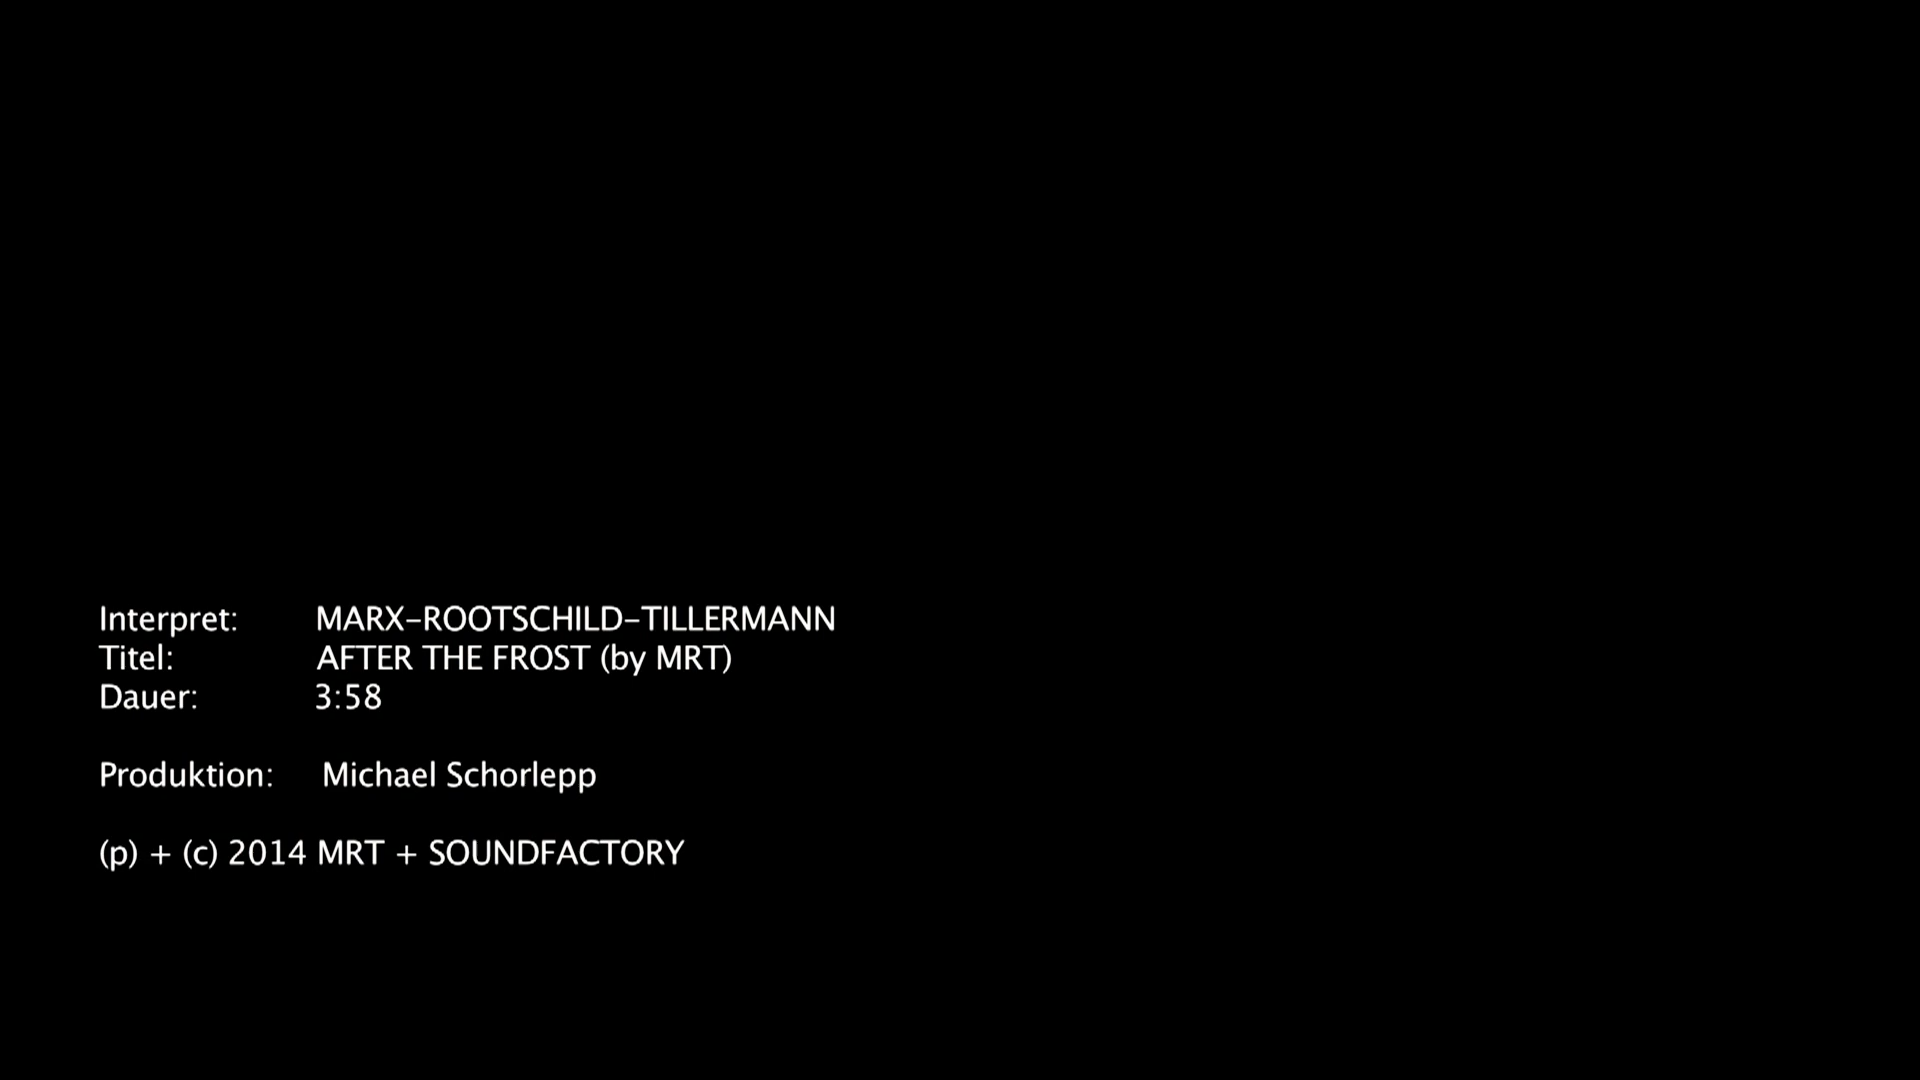 Interpret: MARX-ROOTSCHILD-TILLERMANN
Titel: AFTER THE FROST (by MRT)
Dauer: 3:58
Produktion: Michael Schorlepp
(p) + (c) 2014 MRT + SOUNDFACTORY